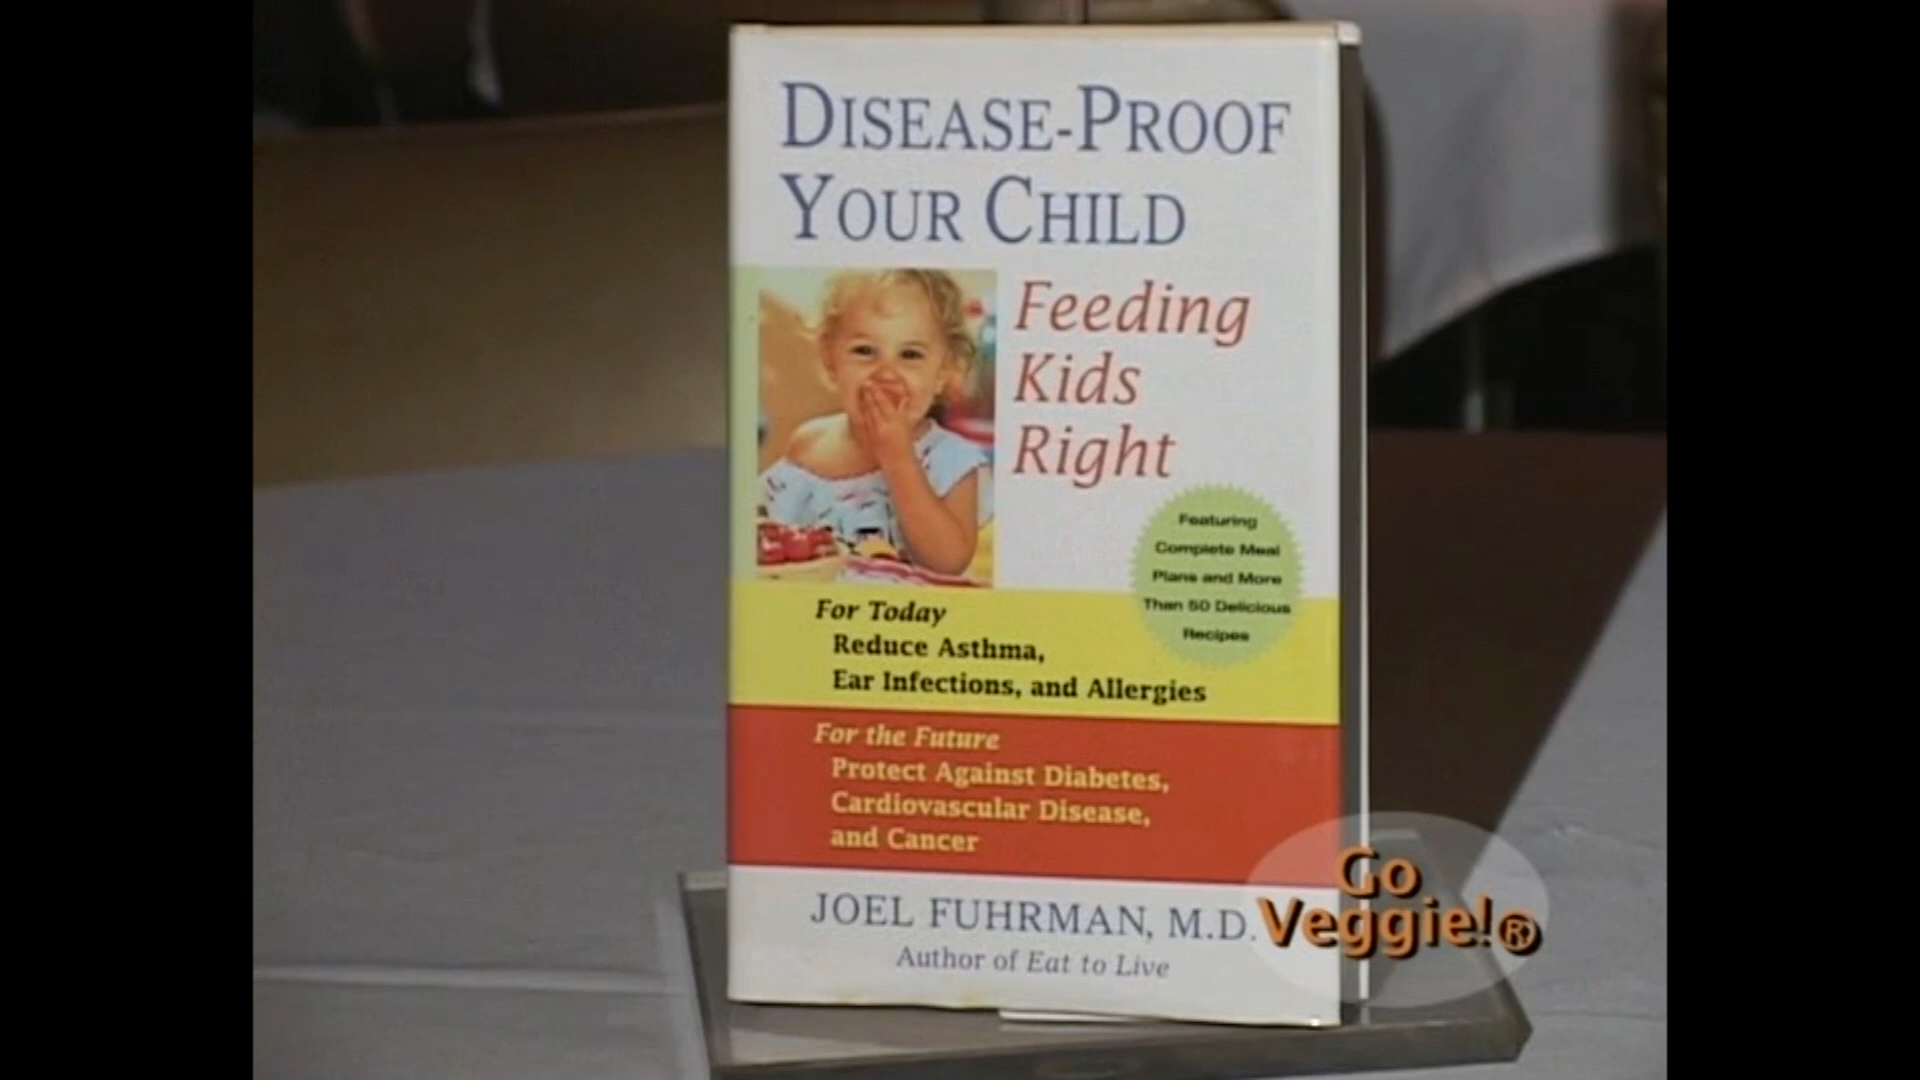 DISEASE-PROOF
YOUR CHILD
Feeding
Kids
Right
Featuring
Complete Meal
Plans and More
Than 50 Delicious
Recipes
For Today
Reduce Asthma,
Ear Infections, and Allergies
For the Future
Protect Against Diabetes,
Cardiovascular Disease,
and Cancer
JOEL FUHRMAN, M.D.
Author of Eat to Live
Go
Veggie!®